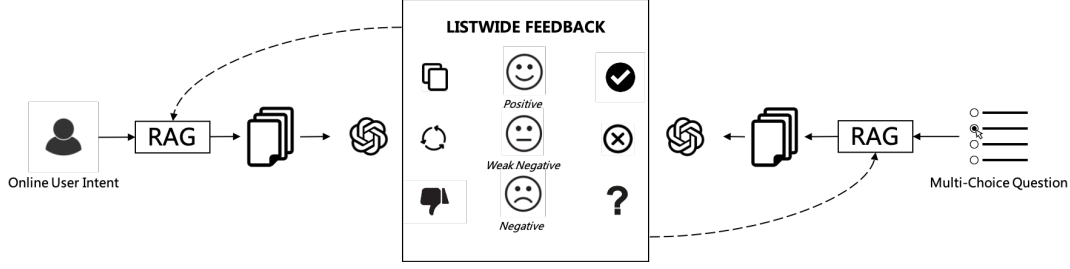 LISTWIDE FEEDBACK
Positive
RAG
RAG
Weak Negative
Online User Intent
Multi-Choice Question
?
Negative